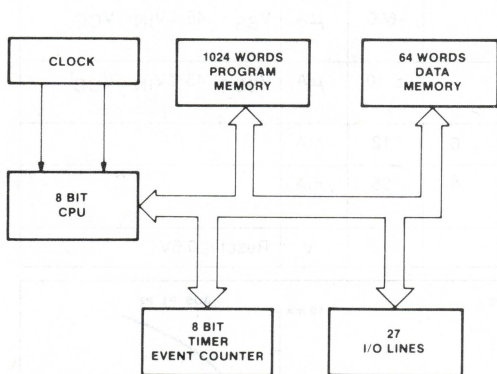 CLOCK
1024 WORDS
PROGRAM
MEMORY
64 WORDS
DATA
MEMORY
8 BIT
CPU
8 BIT
TIMER
EVENT COUNTER
27
I/O LINES